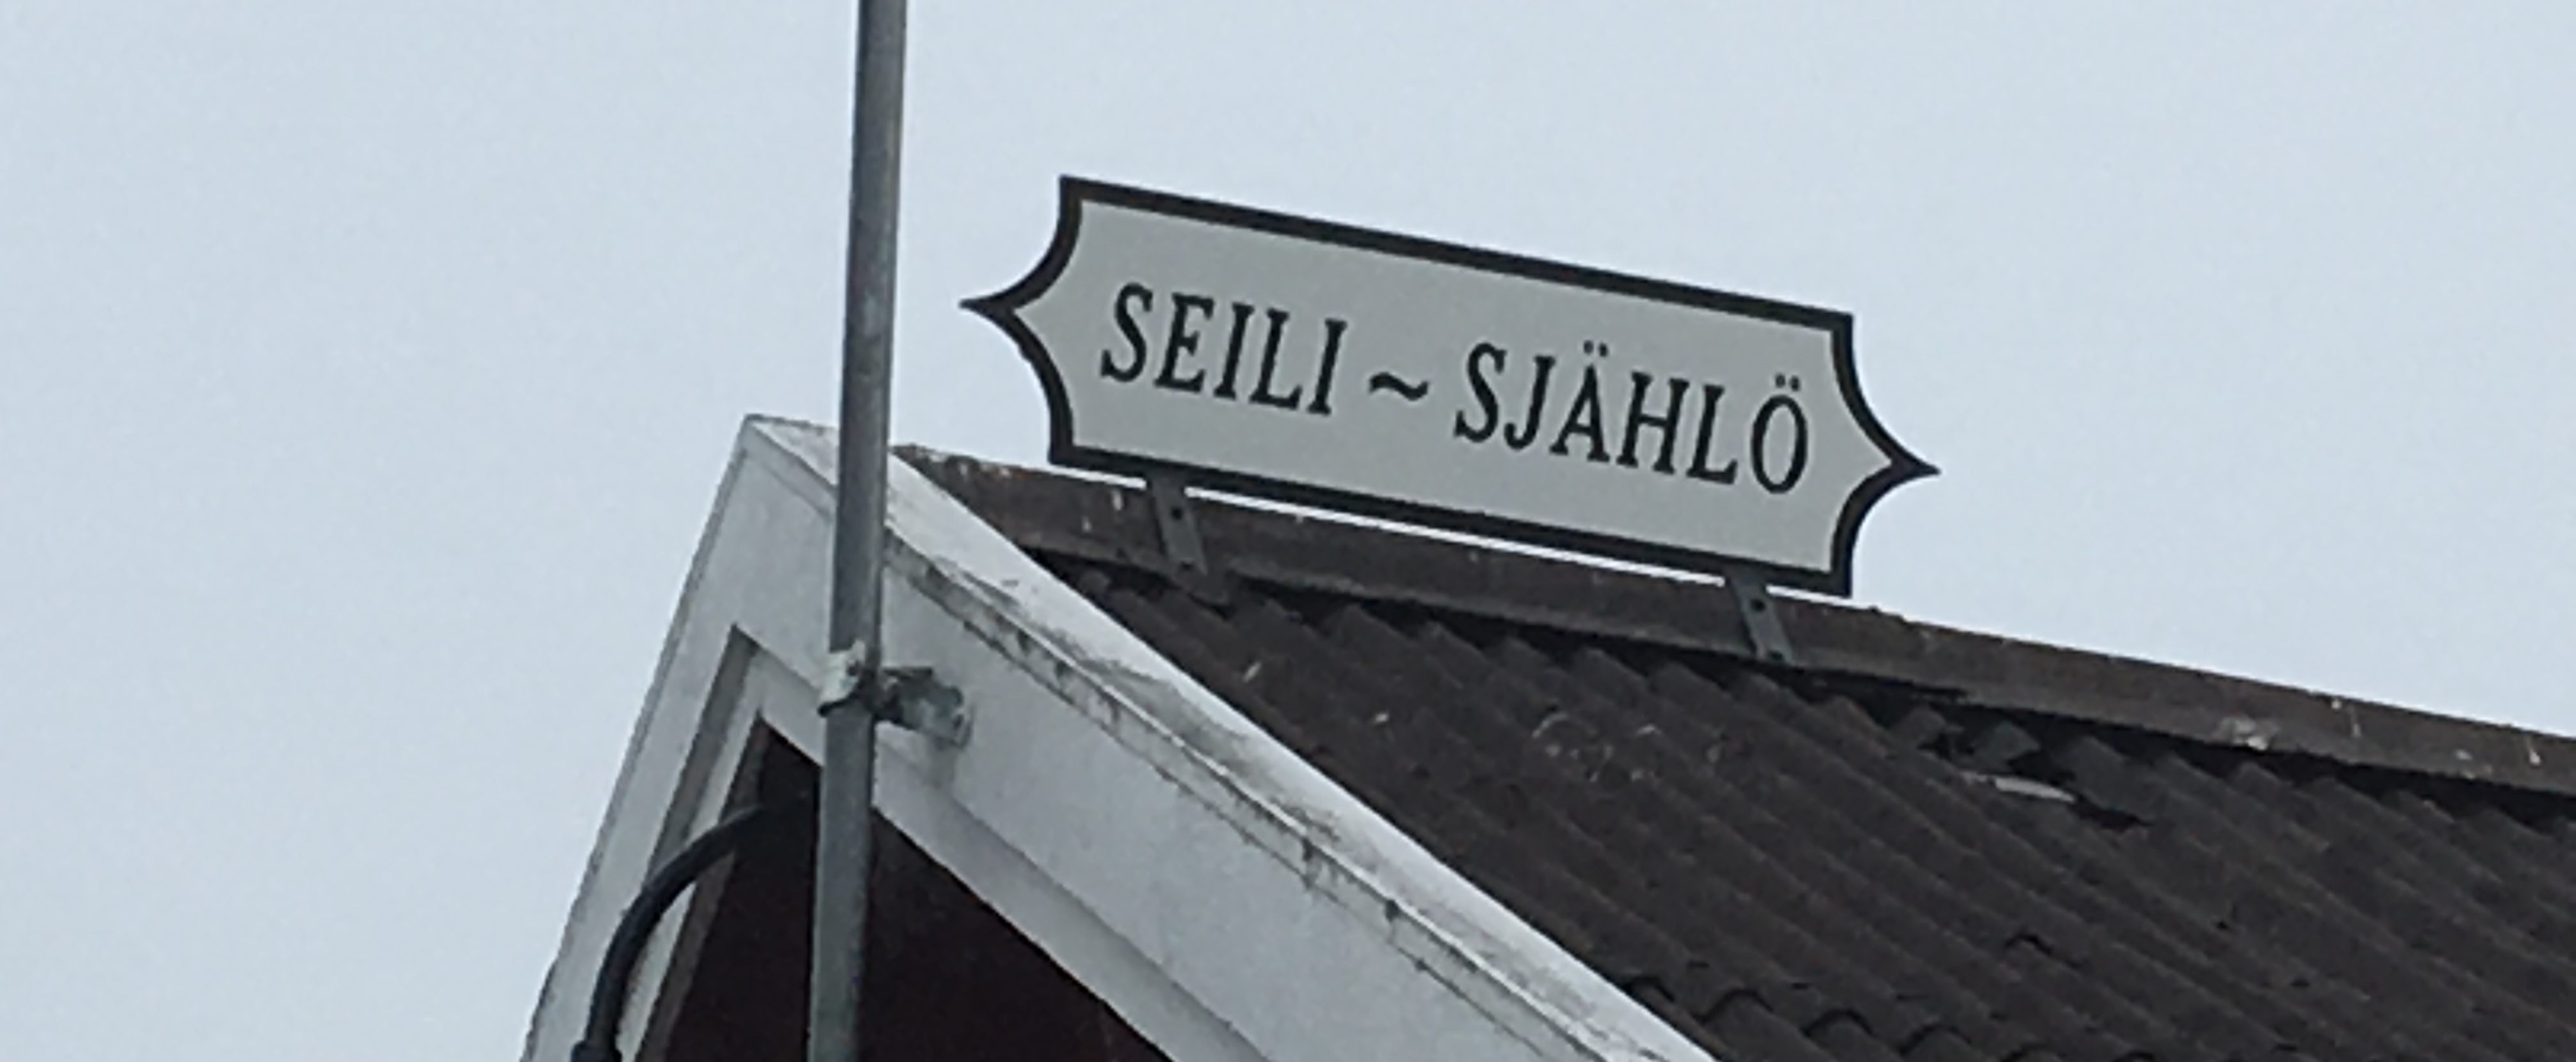 SEILI ~ SJÄHLÖ